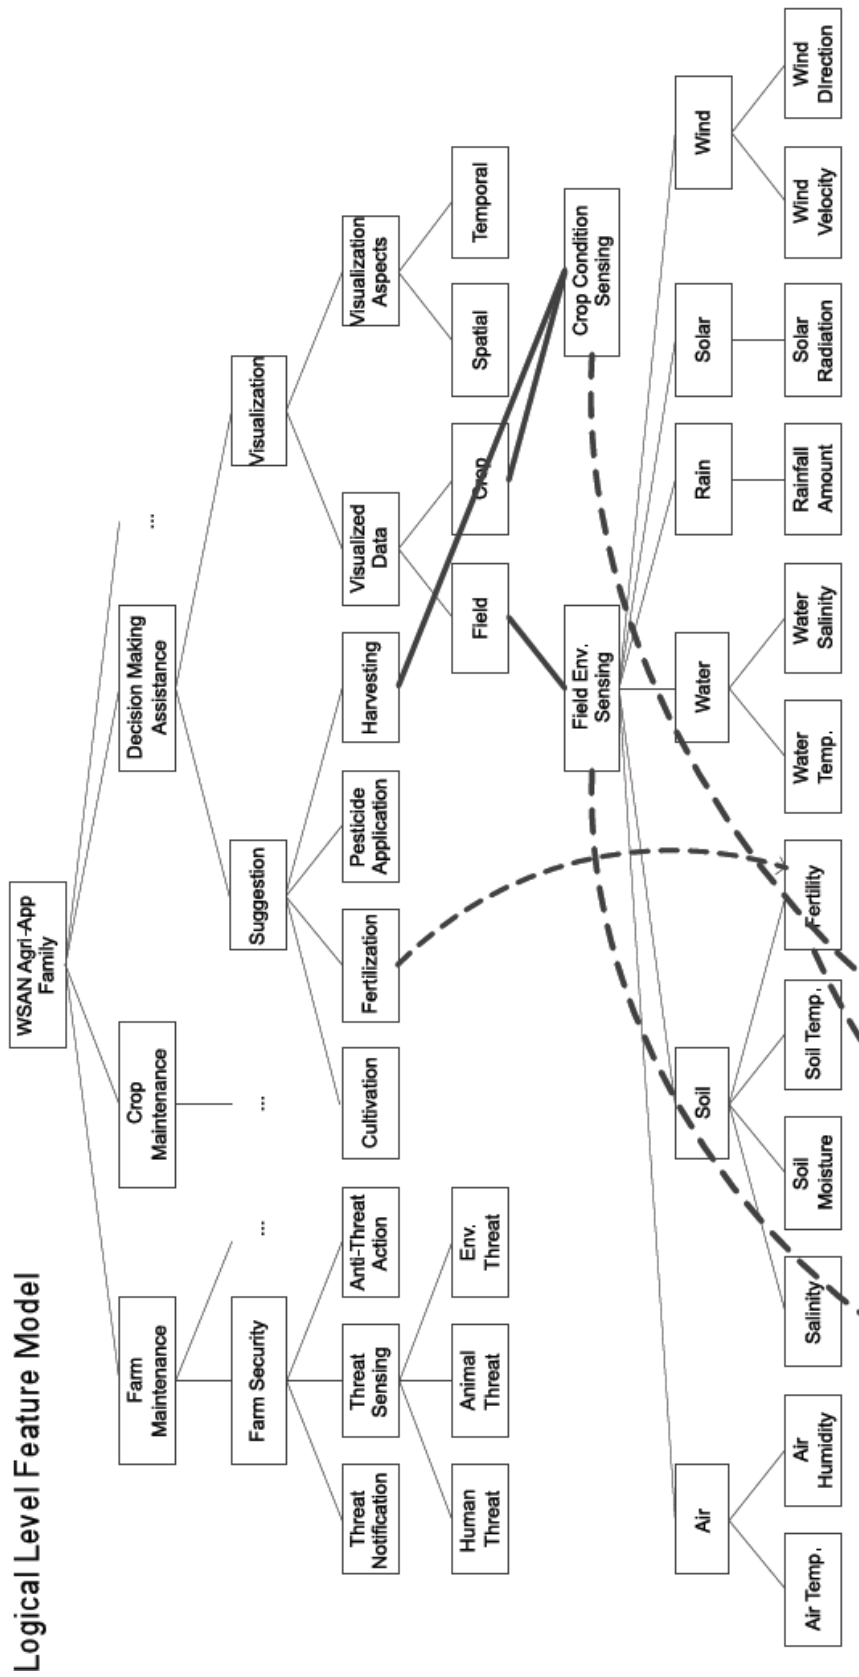 Logical Level Feature Model
WSAN Agri-App
Family
Farm
Maintenance
Crop
Maintenance
Decision Making
Assistance
...
Farm Security
...
...
Suggestion
Visualization
Threat
Notification
Threat
Sensing
Anti-Threat
Action
Cultivation
Fertilization
Pesticide
Application
Harvesting
Visualized
Data
Visualization
Aspects
Human
Threat
Animal
Threat
Env.
Threat
Field
Crop
Spatial
Temporal
Field Env.
Sensing
Crop Condition
Sensing
Air
Soil
Water
Rain
Solar
Wind
Air Temp.
Air
Humidity
Salinity
Soil
Moisture
Soil Temp.
Fertility
Water
Temp.
Water
Salinity
Rainfall
Amount
Solar
Radiation
Wind
Velocity
Wind
DIrection